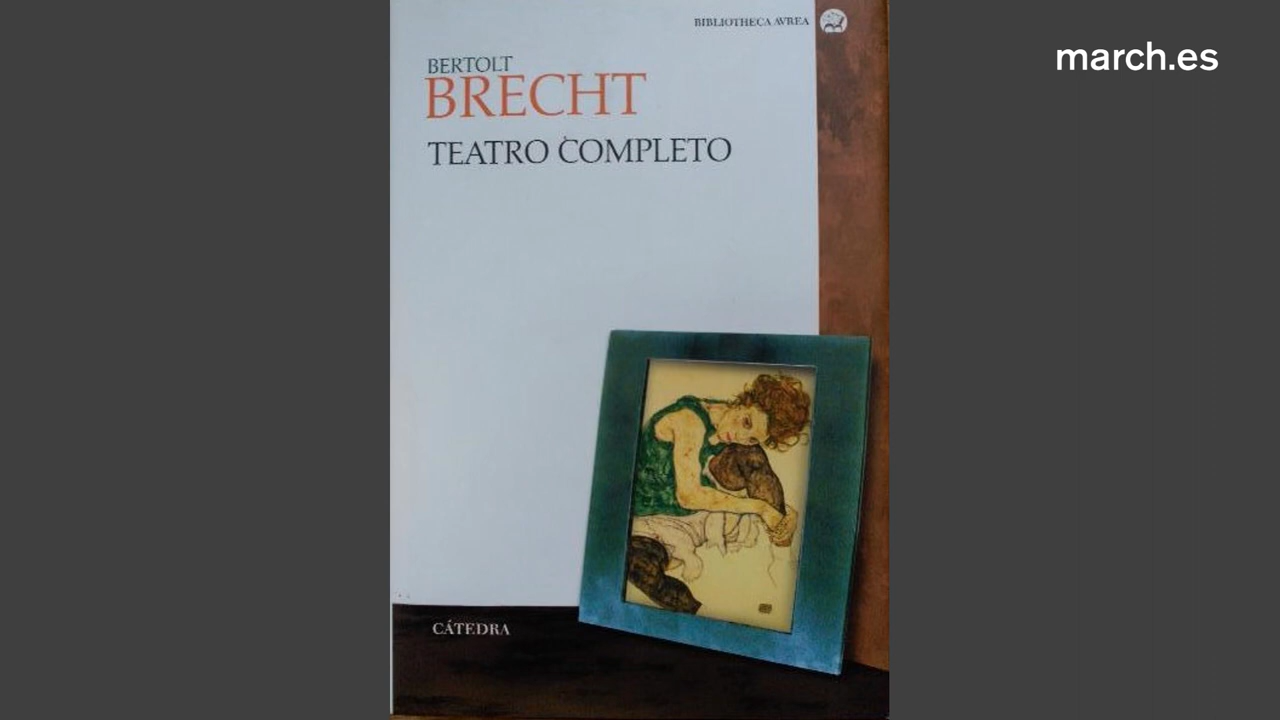 BIBLIOTHECA AVREA
march.es
BERTOLT
BRECHT
TEATRO COMPLETO
CÁTEDRA